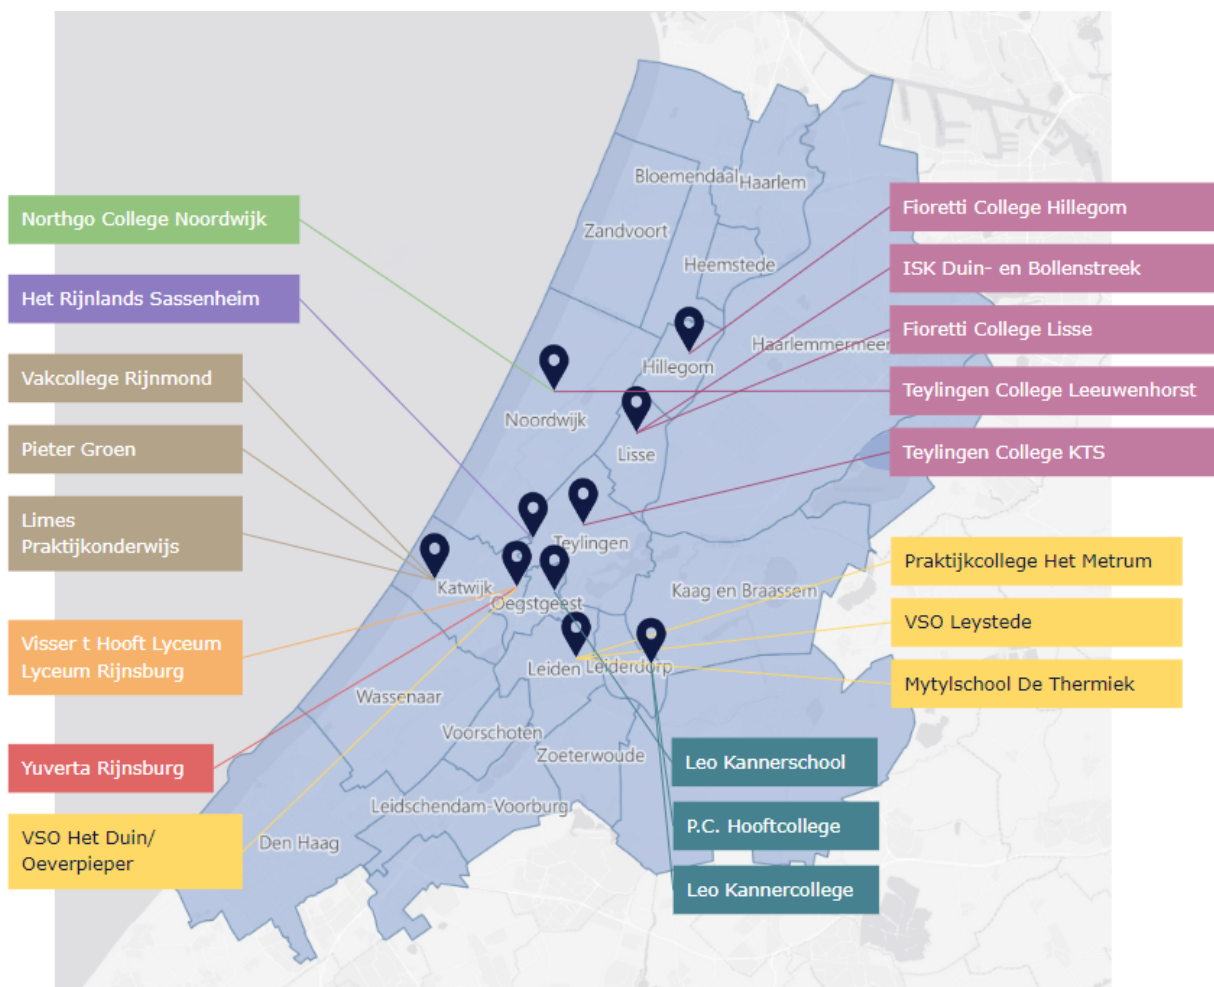 Northgo College Noordwijk
Het Rijnlands Sassenheim
Vakcollege Rijnmond
Pieter Groen
Limes
Praktijkonderwijs
Visser t Hooft Lyceum
Lyceum Rijnsburg
Yuverta Rijnsburg
VSO Het Duin/
Oeverpieper
Bloemendaal
Haarlem
Zandvoort
Heemstede
Haarlemmermeer
Hillegom
Noordwijk
Lisse
Teylingen
Katwijk
Oegstgeest
Kaag en Braassem
Leiden
Leiderdorp
Wassenaar
Voorschoten
Zoeterwoude
Leidschendam-Voorburg
Den Haag
Fioretti College Hillegom
ISK Duin- en Bollenstreek
Fioretti College Lisse
Teylingen College Leeuwenhorst
Teylingen College KTS
Praktijkcollege Het Metrum
VSO Leystede
Mytylschool De Thermiek
Leo Kannerschool
P.C. Hooftcollege
Leo Kannercollege